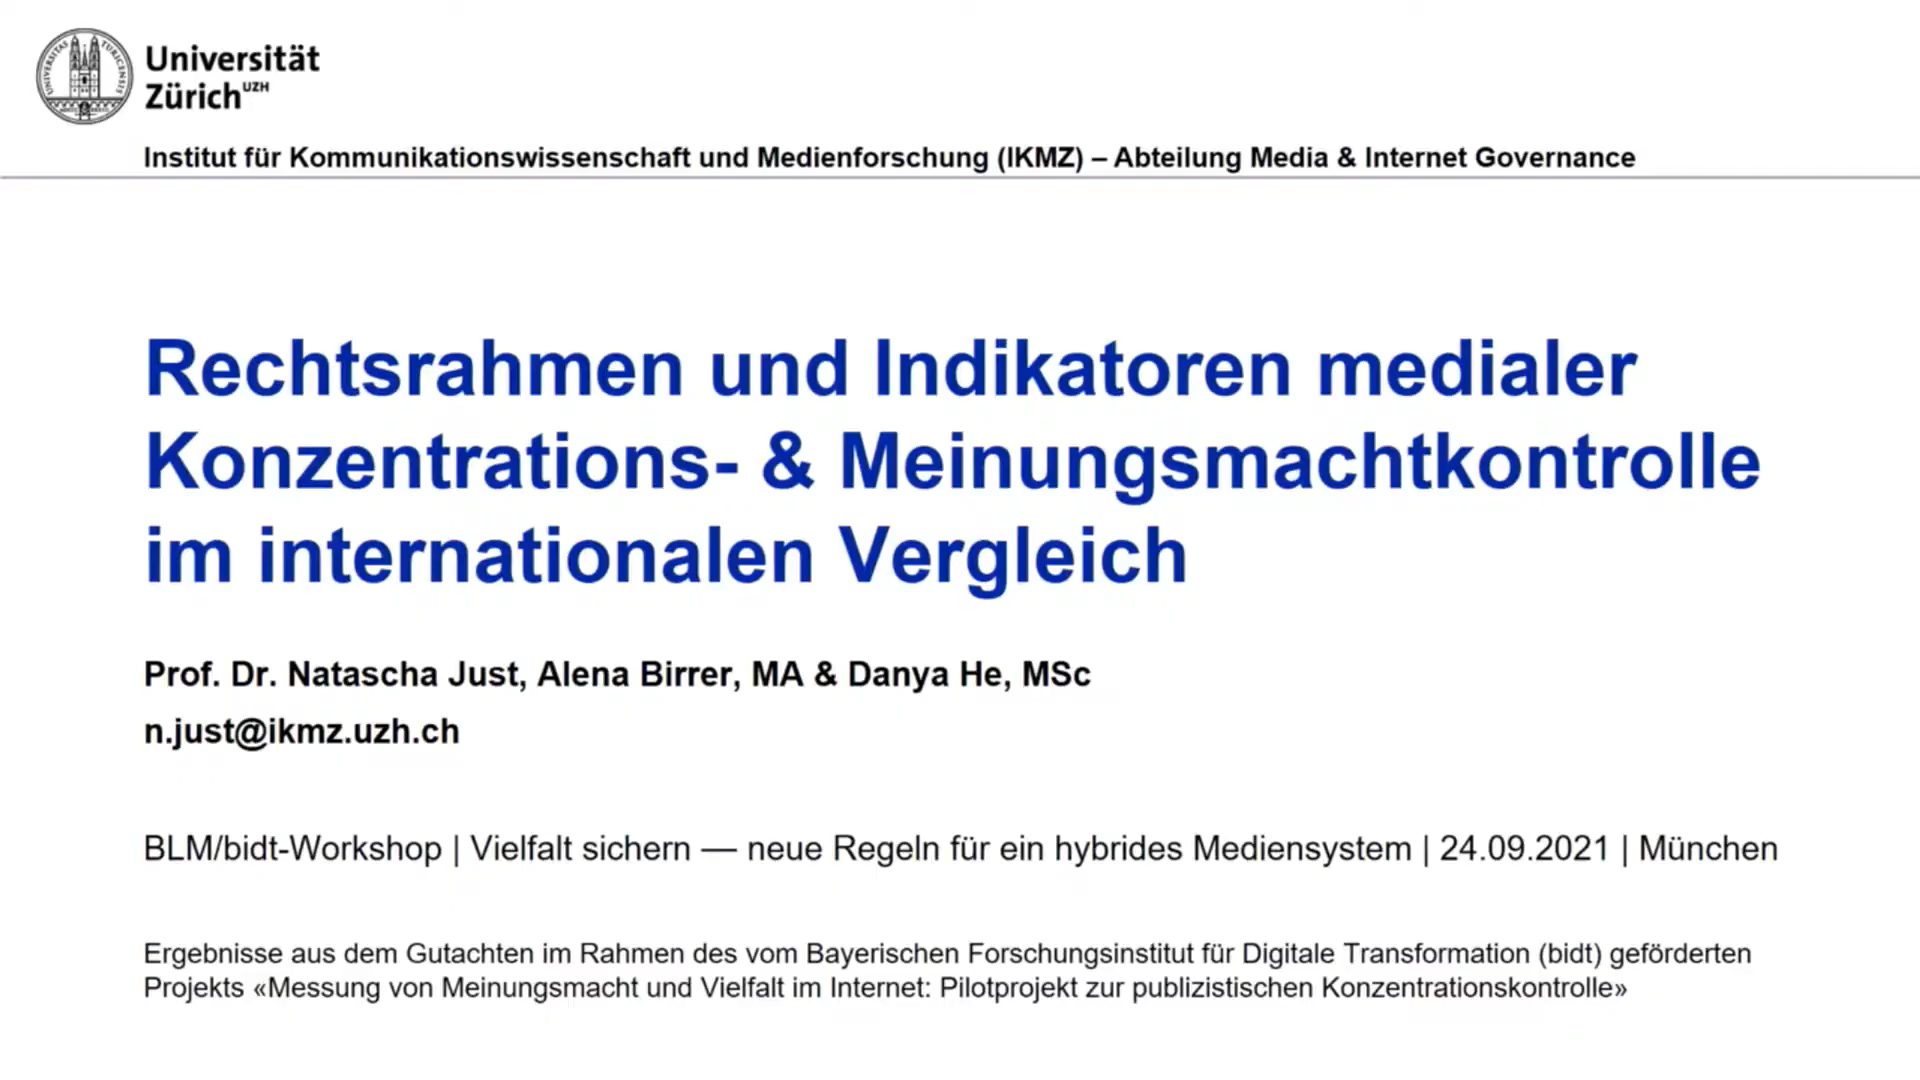 Universität
Zürich UZH
Institut für Kommunikationswissenschaft und Medienforschung (IKMZ) – Abteilung Media & Internet Governance
Rechtsrahmen und Indikatoren medialer
Konzentrations- & Meinungsmachtkontrolle
im internationalen Vergleich
Prof. Dr. Natascha Just, Alena Birrer, MA & Danya He, MSc
n.just@ikmz.uzh.ch
BLM/bidt-Workshop | Vielfalt sichern — neue Regeln für ein hybrides Mediensystem | 24.09.2021 | München
Ergebnisse aus dem Gutachten im Rahmen des vom Bayerischen Forschungsinstitut für Digitale Transformation (bidt) geförderten
Projekts «Messung von Meinungsmacht und Vielfalt im Internet: Pilotprojekt zur publizistischen Konzentrationskontrolle»